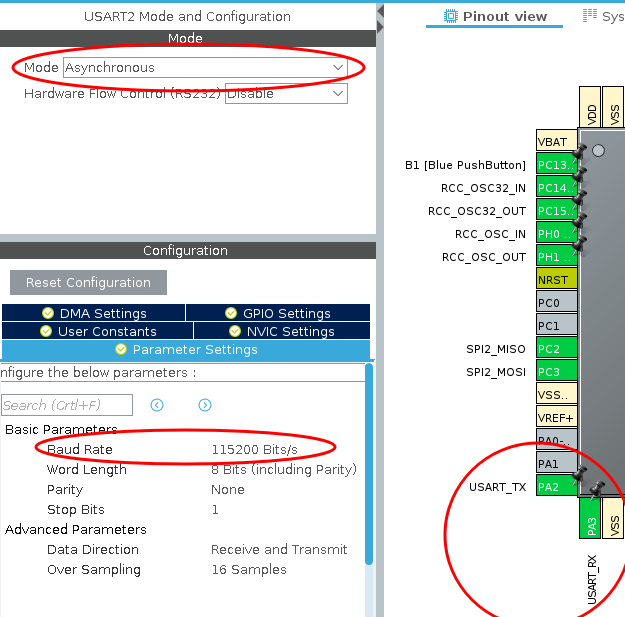 USART2 Mode and Configuration
Mode
Mode Asynchronous
Hardware Flow Control (RS232) Disable
Configuration
Reset Configuration
DMA Settings
GPIO Settings
User Constants
NVIC Settings
Parameter Settings
nfigure the below parameters :
Search (Crtl+F)
Basic Parameters
Baud Rate 115200 Bits/s
Word Length 8 Bits (including Parity)
Parity None
Stop Bits 1
Advanced Parameters
Data Direction Receive and Transmit
Over Sampling 16 Samples
Pinout view
Sys
VDD
VSS
VBAT
B1 [Blue PushButton] PC13..
RCC_OSC32_IN PC14..
RCC_OSC32_OUT PC15..
RCC_OSC_IN PH0 ..
RCC_OSC_OUT PH1 ..
NRST
PC0
PC1
SPI2_MISO PC2
SPI2_MOSI PC3
VSS..
VREF+
PA0-..
PA1
USART_TX PA2
PA3
VSS
USART_RX